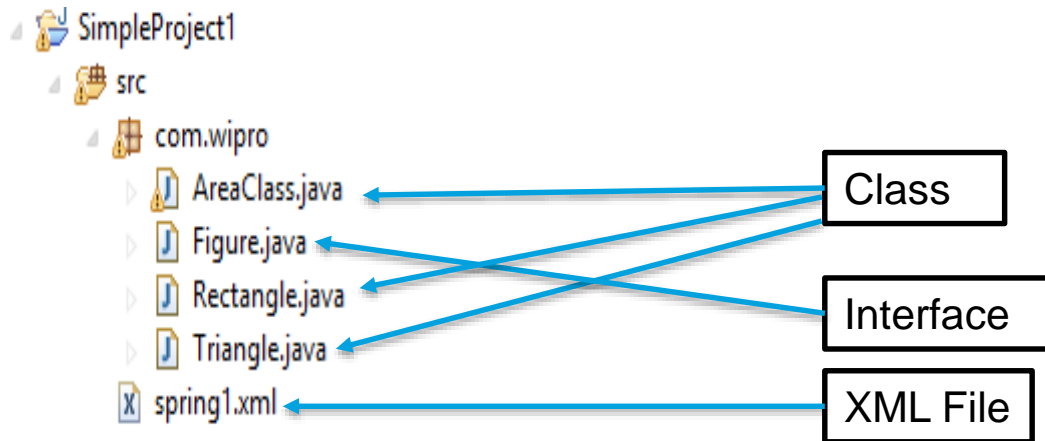 SimpleProject1
src
com.wipro
AreaClass.java
Figure.java
Rectangle.java
Triangle.java
spring1.xml
Class
Interface
XML File